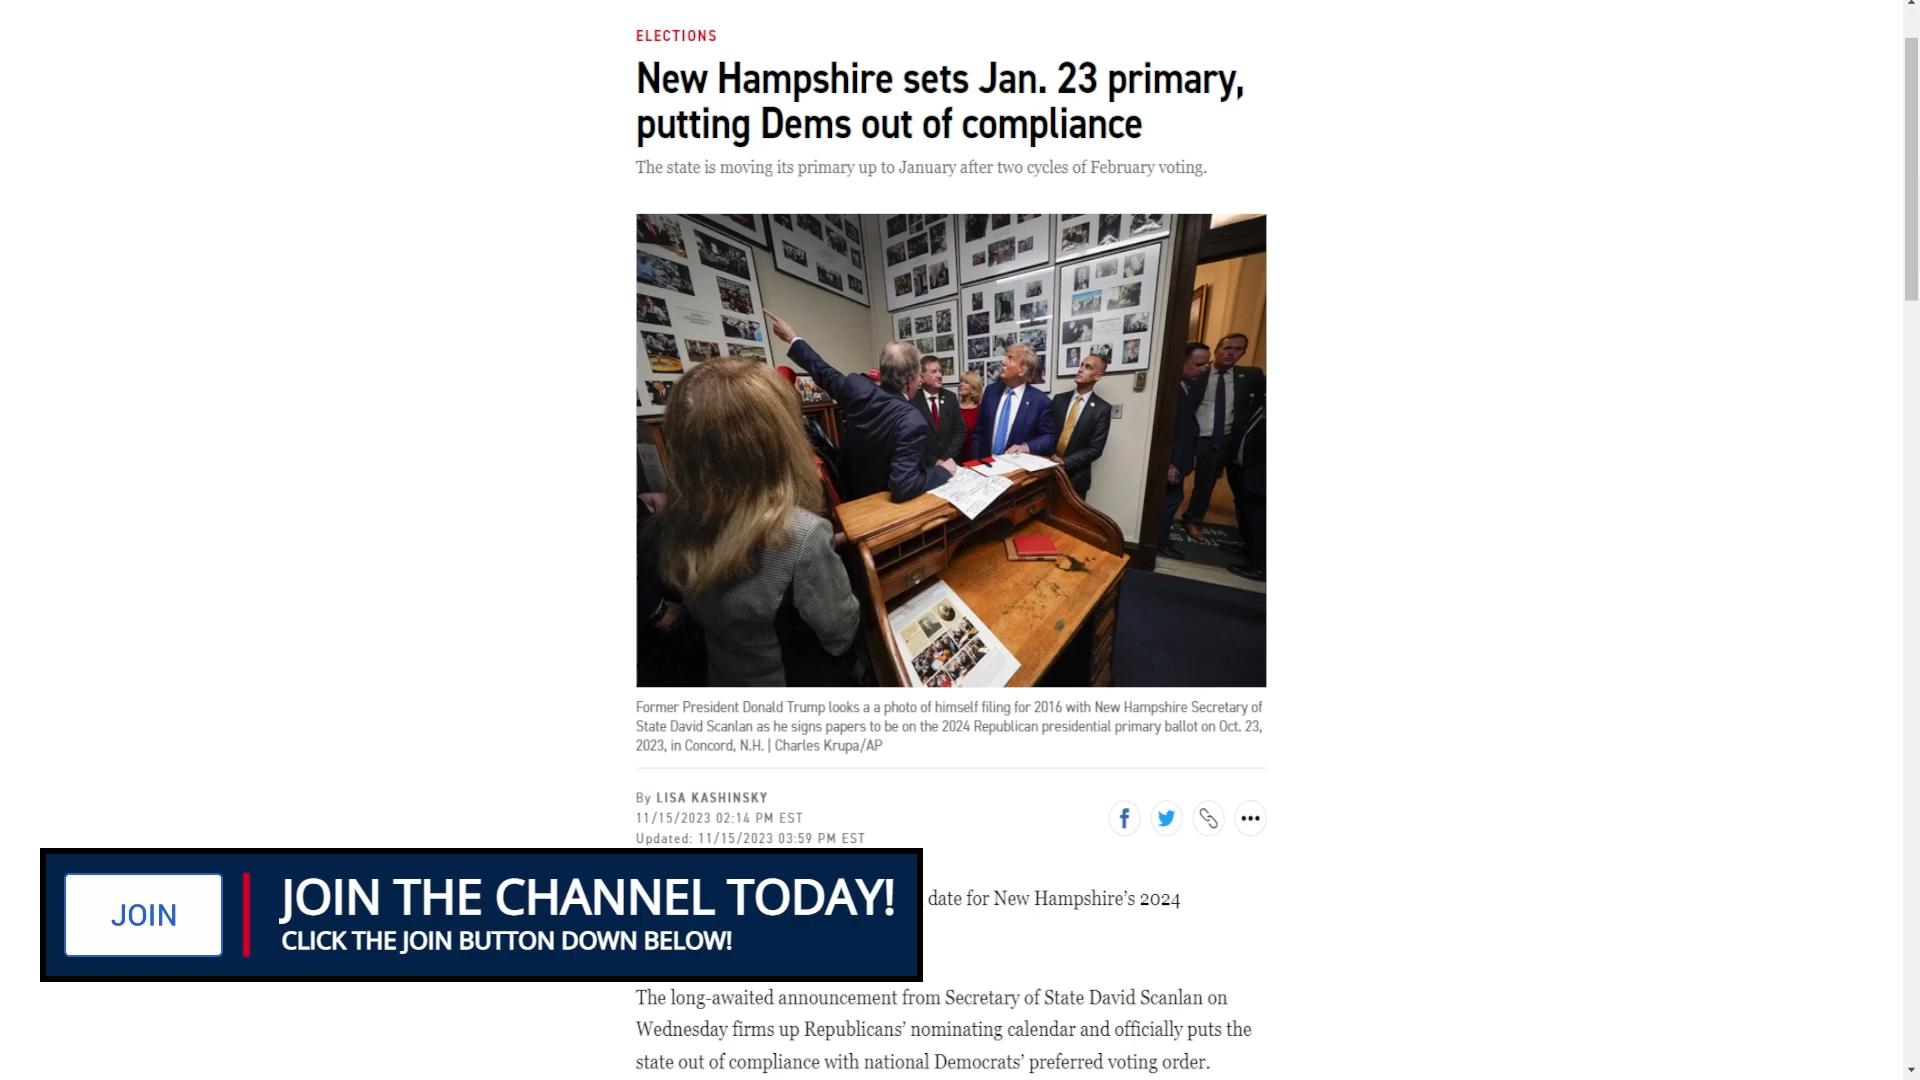 ELECTIONS
New Hampshire sets Jan. 23 primary,
putting Dems out of compliance
The state is moving its primary up to January after two cycles of February voting.
Former President Donald Trump looks a a photo of himself filing for 2016 with New Hampshire Secretary of
State David Scanlan as he signs papers to be on the 2024 Republican presidential primary ballot on Oct. 23,
2023, in Concord, N.H. | Charles Krupa/AP
By LISA KASHINSKY
11/15/2023 02:14 PM EST
Updated: 11/15/2023 03:59 PM EST
JOIN
JOIN THE CHANNEL TODAY!
CLICK THE JOIN BUTTON DOWN BELOW!
date for New Hampshire’s 2024
The long-awaited announcement from Secretary of State David Scanlan on
Wednesday firms up Republicans’ nominating calendar and officially puts the
state out of compliance with national Democrats’ preferred voting order.